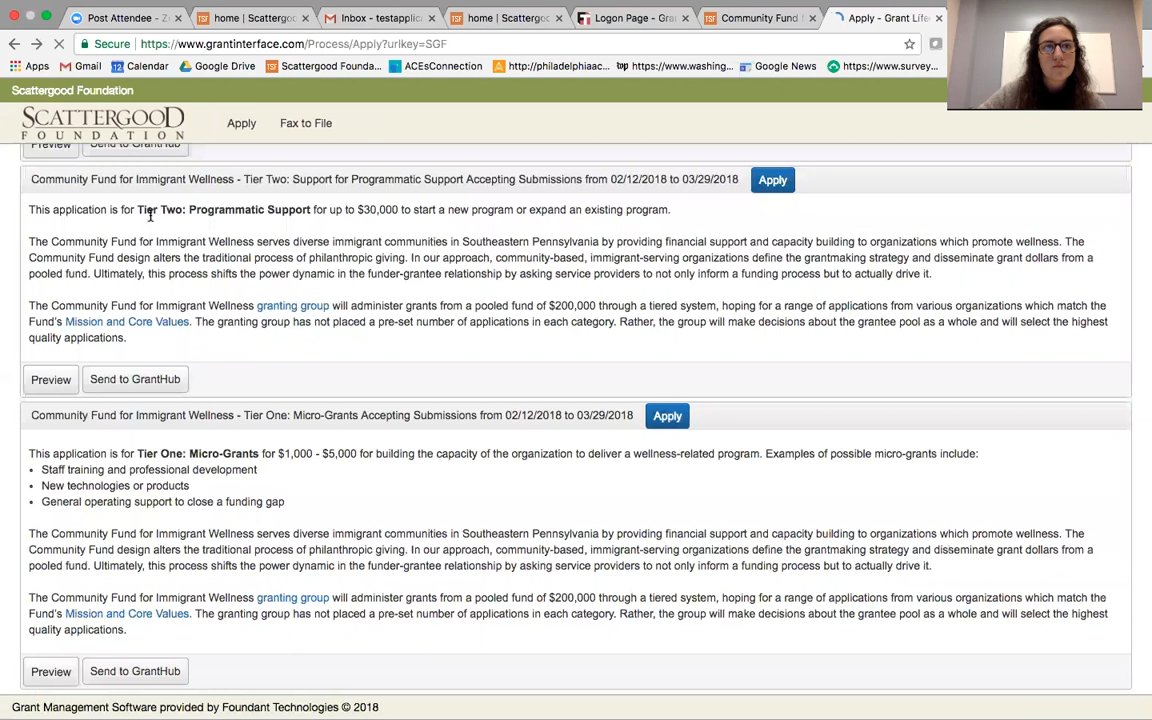 Post Attendee - Z
home | Scattergoo
Inbox - testapplica
home | Scattergoo
Logon Page - Gra
Community Fund f
Apply - Grant Life
Secure | https://www.grantinterface.com/Process/Apply?urlkey=SGF
Apps Gmail Calendar Google Drive Scattergood Founda... ACEsConnection http://philadelphiaac... https://www.washing... Google News https://www.survey...
Scattergood Foundation
SCATTERGOOD
FOUNDATION
Apply Fax to File
Preview Send to GrantHub
Community Fund for Immigrant Wellness - Tier Two: Support for Programmatic Support Accepting Submissions from 02/12/2018 to 03/29/2018 Apply
This application is for Tier Two: Programmatic Support for up to $30,000 to start a new program or expand an existing program.
The Community Fund for Immigrant Wellness serves diverse immigrant communities in Southeastern Pennsylvania by providing financial support and capacity building to organizations which promote wellness. The
Community Fund design alters the traditional process of philanthropic giving. In our approach, community-based, immigrant-serving organizations define the grantmaking strategy and disseminate grant dollars from a
pooled fund. Ultimately, this process shifts the power dynamic in the funder-grantee relationship by asking service providers to not only inform a funding process but to actually drive it.
The Community Fund for Immigrant Wellness granting group will administer grants from a pooled fund of $200,000 through a tiered system, hoping for a range of applications from various organizations which match the
Fund's Mission and Core Values. The granting group has not placed a pre-set number of applications in each category. Rather, the group will make decisions about the grantee pool as a whole and will select the highest
quality applications.
Preview Send to GrantHub
Community Fund for Immigrant Wellness - Tier One: Micro-Grants Accepting Submissions from 02/12/2018 to 03/29/2018 Apply
This application is for Tier One: Micro-Grants for $1,000 - $5,000 for building the capacity of the organization to deliver a wellness-related program. Examples of possible micro-grants include:
• Staff training and professional development
• New technologies or products
• General operating support to close a funding gap
The Community Fund for Immigrant Wellness serves diverse immigrant communities in Southeastern Pennsylvania by providing financial support and capacity building to organizations which promote wellness. The
Community Fund design alters the traditional process of philanthropic giving. In our approach, community-based, immigrant-serving organizations define the grantmaking strategy and disseminate grant dollars from a
pooled fund. Ultimately, this process shifts the power dynamic in the funder-grantee relationship by asking service providers to not only inform a funding process but to actually drive it.
The Community Fund for Immigrant Wellness granting group will administer grants from a pooled fund of $200,000 through a tiered system, hoping for a range of applications from various organizations which match the
Fund's Mission and Core Values. The granting group has not placed a pre-set number of applications in each category. Rather, the group will make decisions about the grantee pool as a whole and will select the highest
quality applications.
Preview Send to GrantHub
Grant Management Software provided by Foundant Technologies © 2018